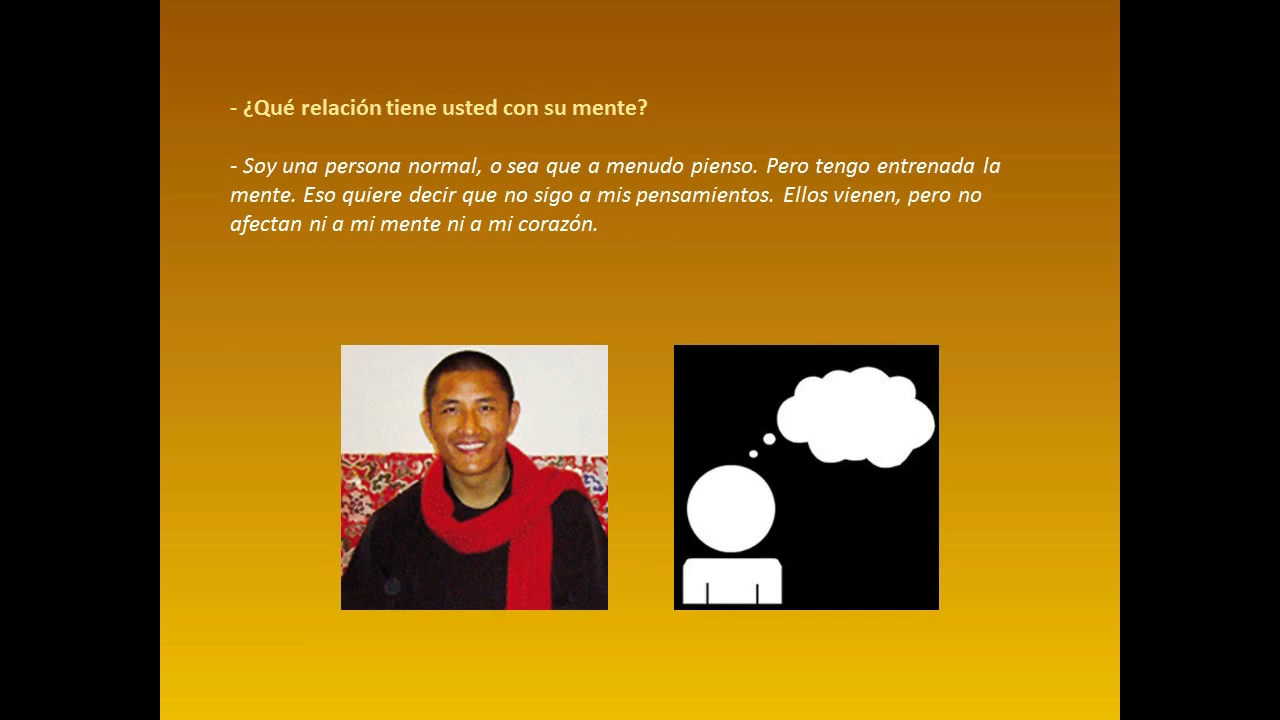 - ¿Qué relación tiene usted con su mente?
- Soy una persona normal, o sea que a menudo pienso. Pero tengo entrenada la
mente. Eso quiere decir que no sigo a mis pensamientos. Ellos vienen, pero no
afectan ni a mi mente ni a mi corazón.